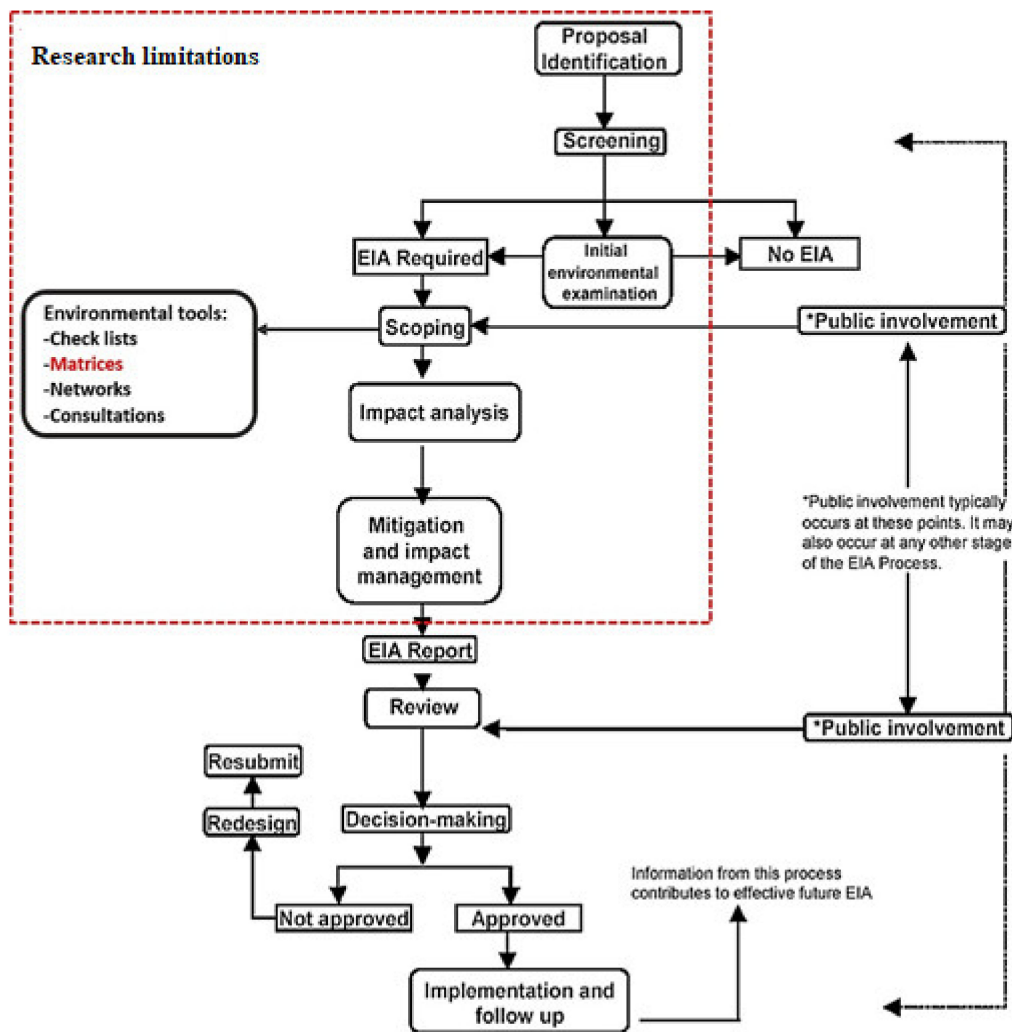 Research limitations
Proposal
Identification
Screening
EIA Required
Initial
environmental
examination
No EIA
Environmental tools:
-Check lists
-Matrices
-Networks
-Consultations
Scoping
*Public involvement
Impact analysis
*Public involvement typically
occurs at these points. It may
also occur at any other stage
of the EIA Process.
Mitigation
and impact
management
EIA Report
Review
*Public involvement
Resubmit
Redesign
Decision-making
Not approved
Approved
Information from this process
contributes to effective future EIA
Implementation and
follow up